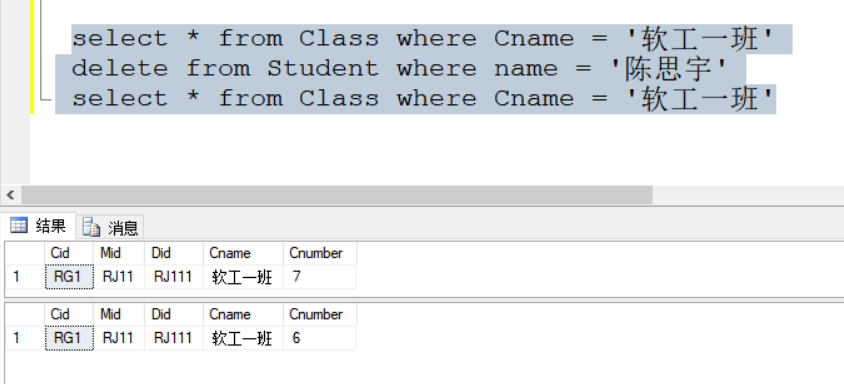 select * from Class where Cname = '软工一班'
delete from Student where name = '陈思宇'
select * from Class where Cname = '软工一班'
结果 消息
Cid Mid Did Cname Cnumber
1 RG1 RJ11 RJ111 软工一班 7
Cid Mid Did Cname Cnumber
1 RG1 RJ11 RJ111 软工一班 6